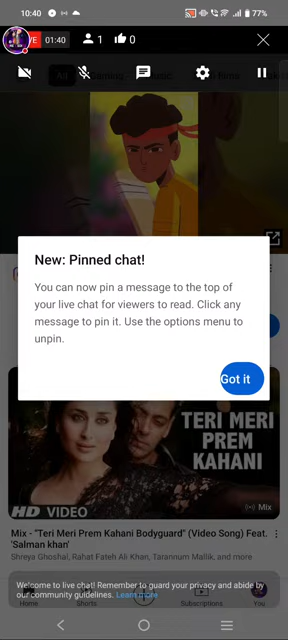 10:40
77%
LIVE 01:40
1
0
New: Pinned chat!
You can now pin a message to the top of
your live chat for viewers to read. Click any
message to pin it. Use the options menu to
unpin.
Got it
TERI MERI
PREM
KAHANI
HD VIDEO
Mix
Mix - "Teri Meri Prem Kahani Bodyguard" (Video Song) Feat.
'Salman khan'
Shreya Ghoshal, Rahat Fateh Ali Khan, Tarannum Mallik, and more
Welcome to live chat! Remember to guard your privacy and abide by
our community guidelines. Learn more
Home
Shorts
Subscriptions
You